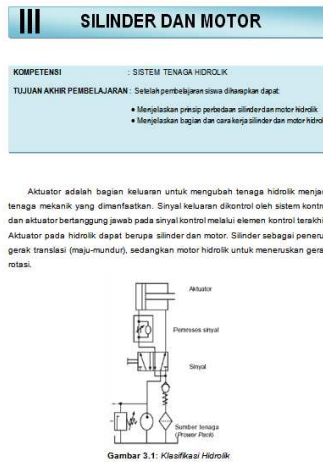 III SILINDER DAN MOTOR
KOMPETENSI : SISTEM TENAGA HIDROLIK
TUJUAN AKHIR PEMBELAJARAN : Setelah pembelajaran siswa diharapkan dapat
• Menjelaskan prinsip perbedaan silinder dan motor hidrolik
• Menjelaskan bagian dan cara kerja silinder dan motor hidrol
Aktuator adalah bagian keluaran untuk mengubah tenaga hidrolik menja
tenaga mekanik yang dimanfaatkan. Sinyal keluaran dikontrol oleh sistem kontr
dan aktuator bertanggung jawab pada sinyal kontrol melalui elemen kontrol terakhi
Aktuator pada hidrolik dapat berupa silinder dan motor. Silinder sebagai peneru
gerak translasi (maju-mundur), sedangkan motor hidrolik untuk meneruskan gera
rotasi.
Aktuator
Pemroses sinyal
Sinyal
Sumber tenaga
(Prower Pack)
Gambar 3.1: Klasifikasi Hidrolik